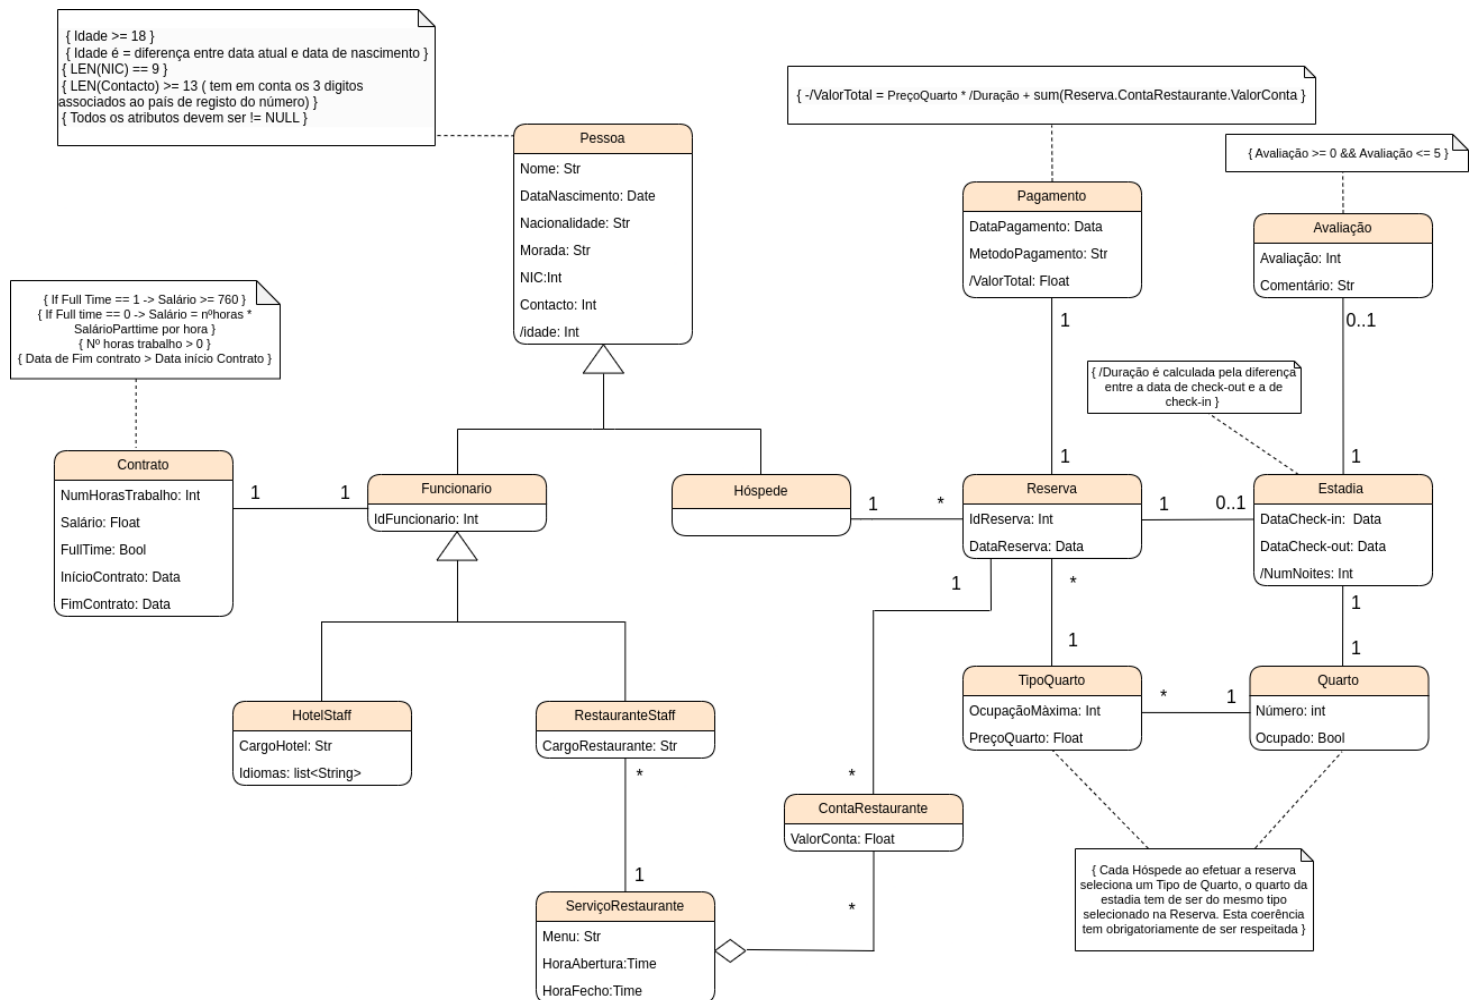 { Idade >= 18 }
{ Idade é = diferença entre data atual e data de nascimento }
{ LEN(NIC) == 9 }
{ LEN(Contacto) >= 13 ( tem em conta os 3 digitos
associados ao país de registo do número) }
{ Todos os atributos devem ser != NULL }
{ -/ValorTotal = PreçoQuarto * /Duração + sum(Reserva.ContaRestaurante.ValorConta }
{ Avaliação >= 0 && Avaliação <= 5 }
Pessoa
Nome: Str
DataNascimento: Date
Nacionalidade: Str
Morada: Str
NIC:Int
Contacto: Int
/idade: Int
Pagamento
DataPagamento: Data
MetodoPagamento: Str
/ValorTotal: Float
Avaliação
Avaliação: Int
Comentário: Str
{ If Full Time == 1 -> Salário >= 760 }
{ If Full time == 0 -> Salário = nºhoras *
SalárioParttime por hora }
{ Nº horas trabalho > 0 }
{ Data de Fim contrato > Data início Contrato }
1
0..1
{ /Duração é calculada pela diferença
entre a data de check-out e a de
check-in }
1
1
Contrato
NumHorasTrabalho: Int
Salário: Float
FullTime: Bool
InícioContrato: Data
FimContrato: Data
1
1
Funcionario
IdFuncionario: Int
Hóspede
1
*
Reserva
IdReserva: Int
DataReserva: Data
1
0..1
Estadia
DataCheck-in: Data
DataCheck-out: Data
/NumNoites: Int
1
*
1
1
1
HotelStaff
CargoHotel: Str
Idiomas: list<String>
RestauranteStaff
CargoRestaurante: Str
TipoQuarto
OcupaçãoMàxima: Int
PreçoQuarto: Float
*
1
Quarto
Número: int
Ocupado: Bool
*
*
ContaRestaurante
ValorConta: Float
1
*
{ Cada Hóspede ao efetuar a reserva
seleciona um Tipo de Quarto, o quarto da
estadia tem de ser do mesmo tipo
selecionado na Reserva. Esta coerência
tem obrigatoriamente de ser respeitada }
ServiçoRestaurante
Menu: Str
HoraAbertura:Time
HoraFecho:Time